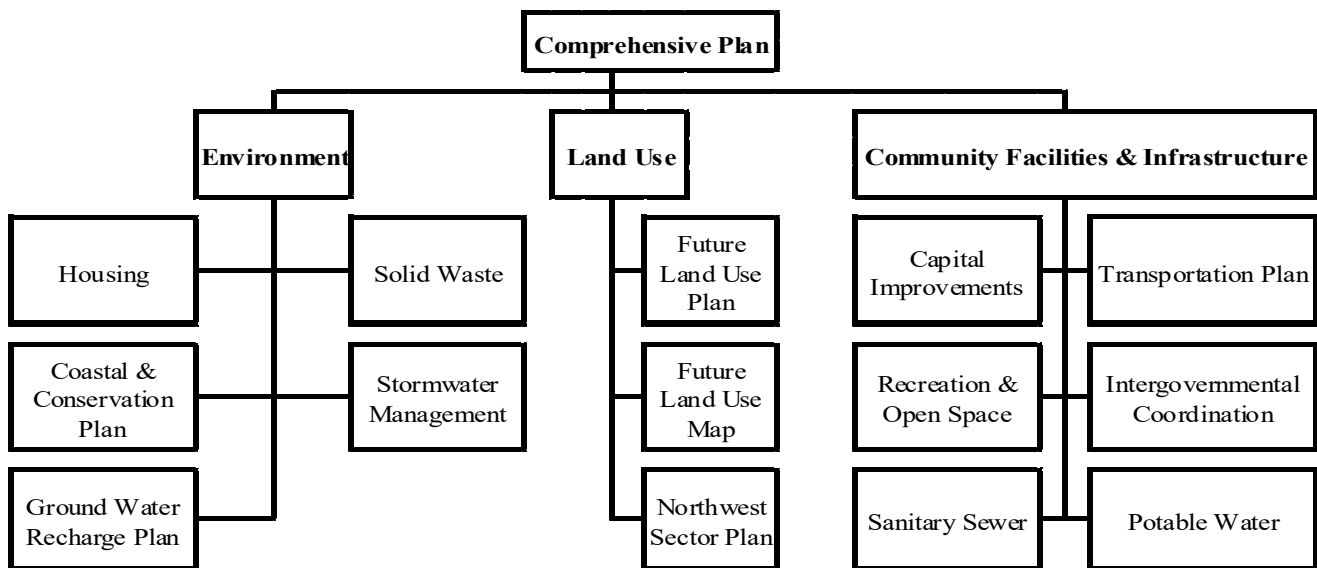 Comprehensive Plan
Environment
Land Use
Community Facilities & Infrastructure
Housing
Solid Waste
Future
Land Use
Plan
Capital
Improvements
Transportation Plan
Coastal &
Conservation
Plan
Stormwater
Management
Future
Land Use
Map
Recreation &
Open Space
Intergovernmental
Coordination
Ground Water
Recharge Plan
Northwest
Sector Plan
Sanitary Sewer
Potable Water